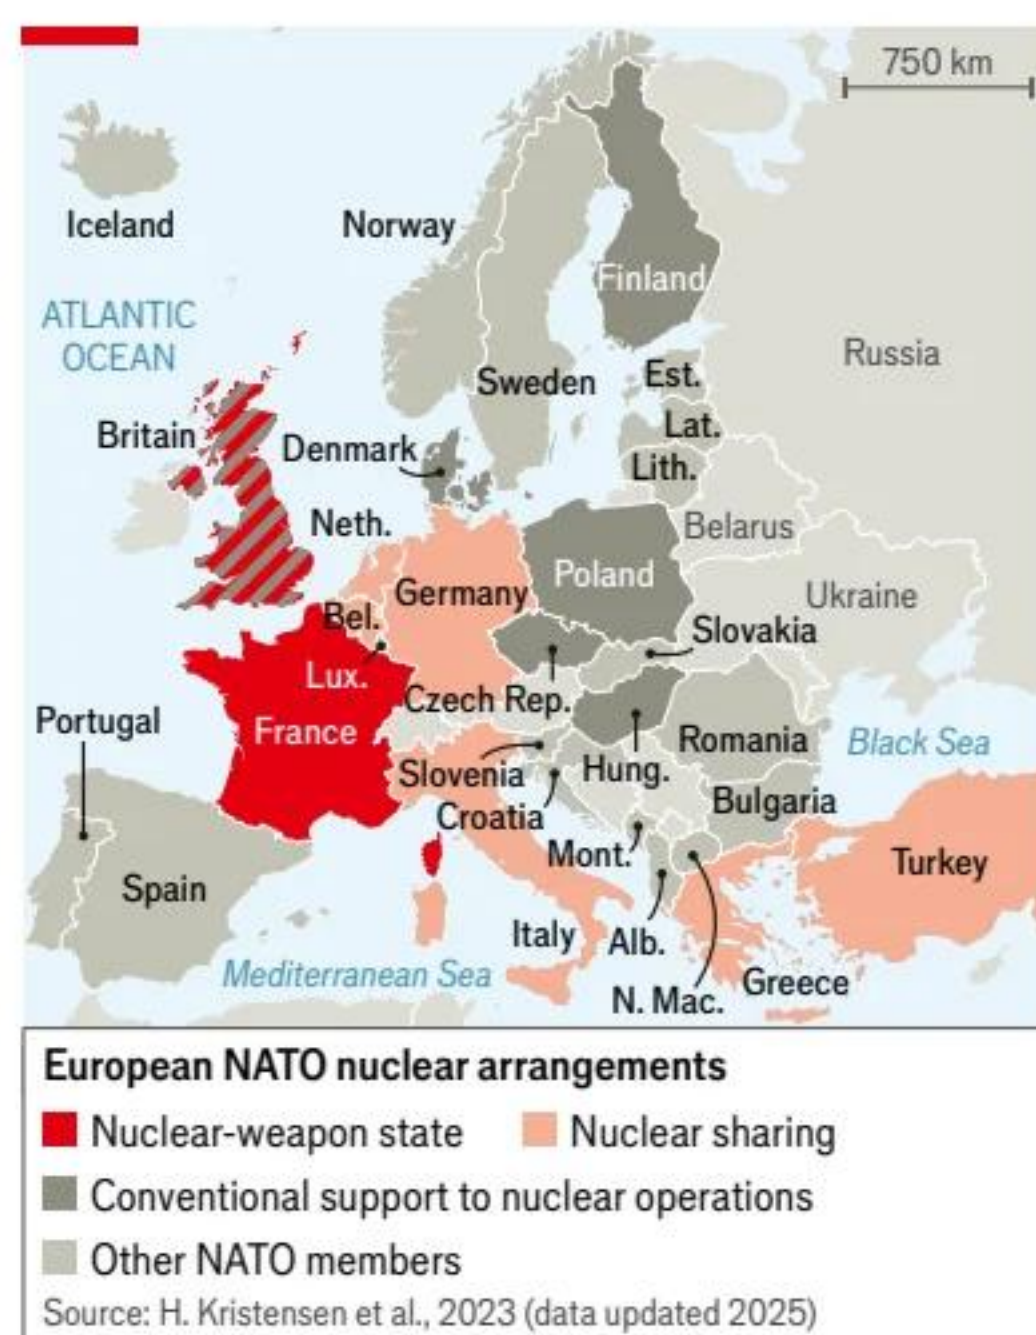 750 km
Iceland
Norway
Finland
ATLANTIC
OCEAN
Russia
Sweden
Est.
Britain
Denmark
Lat.
Lith.
Neth.
Belarus
Germany
Poland
Ukraine
Bel.
Slovakia
Lux.
Czech Rep.
Portugal
France
Romania
Black Sea
Slovenia
Hung.
Croatia
Bulgaria
Mont.
Turkey
Spain
Italy
Alb.
Mediterranean Sea
Greece
N. Mac.
European NATO nuclear arrangements
Nuclear-weapon state
Nuclear sharing
Conventional support to nuclear operations
Other NATO members
Source: H. Kristensen et al., 2023 (data updated 2025)